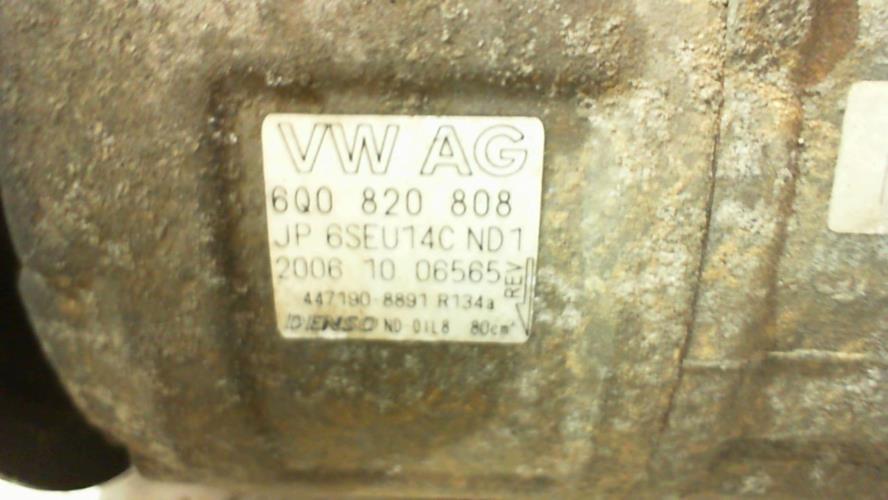 VW AG
6Q0 820 808
JP 6SEU14C ND1
2006 10 06565
REV
447190-8891 R134a
DENSO ND-OIL8 80cm³